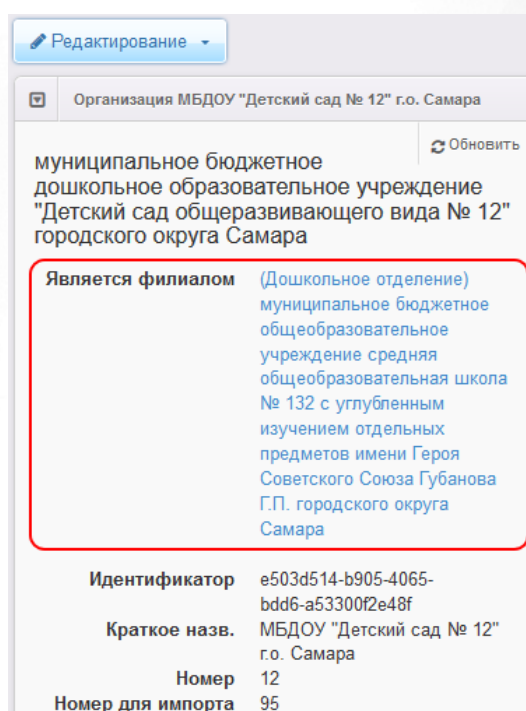 Редактирование
Организация МБДОУ "Детский сад № 12" г.о. Самара
Обновить
муниципальное бюджетное
дошкольное образовательное учреждение
"Детский сад общеразвивающего вида № 12"
городского округа Самара
Является филиалом (Дошкольное отделение)
муниципальное бюджетное
общеобразовательное
учреждение средняя
общеобразовательная школа
№ 132 с углубленным
изучением отдельных
предметов имени Героя
Советского Союза Губанова
Г.П. городского округа
Самара
Идентификатор e503d514-b905-4065-
bdd6-a53300f2e48f
Краткое назв. МБДОУ "Детский сад № 12"
г.о. Самара
Номер 12
Номер для импорта 95